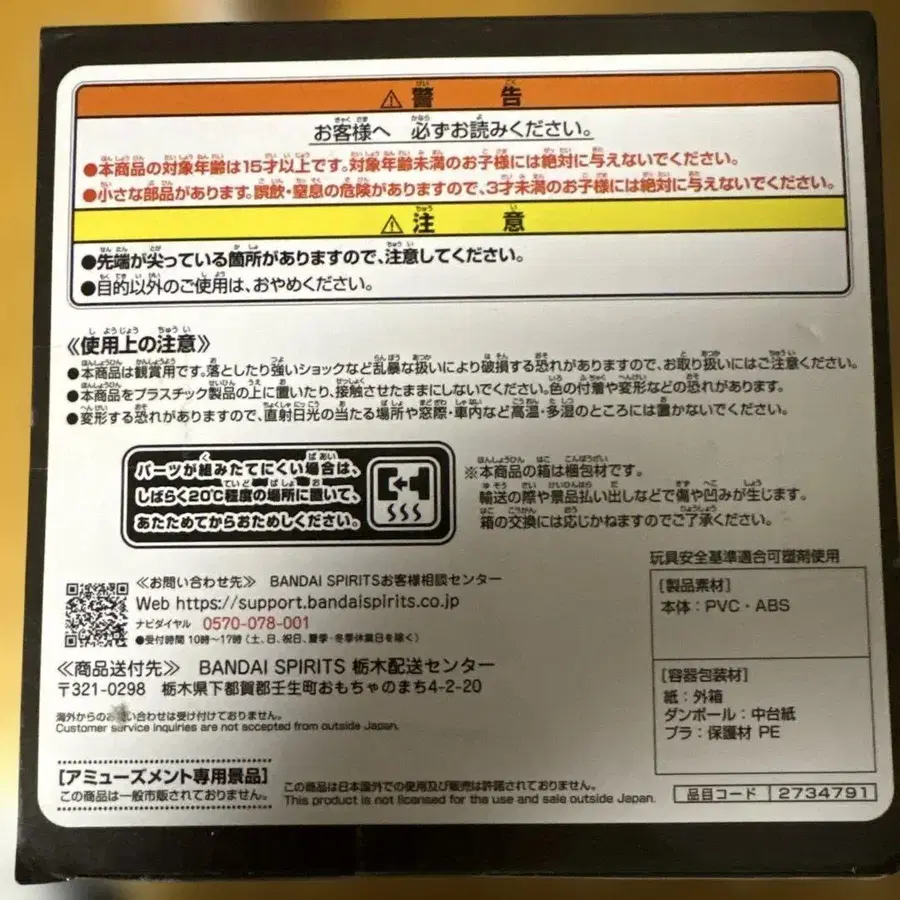 ⚠警告
お客様へ 必ずお読みください。
●本商品の対象年齢は15才以上です。対象年齢未満のお子様には絶対に与えないでください。
●小さな部品があります。誤飲・窒息の危険がありますので、3才未満のお子様には絶対に与えないでください。
⚠注意
●先端が尖っている箇所がありますので、注意してください。
●目的以外のご使用は、おやめください。
《使用上の注意》
●本商品は観賞用です。落としたり強いショックなど乱暴な扱いにより破損する恐れがありますので、お取り扱いにはご注意ください。
●本商品をプラスチック製品の上に置いたり、接触させたままにしないでください。色の付着や変形などの恐れがあります。
●変形する恐れがありますので、直射日光の当たる場所や窓際・車内など高温・多湿のところには置かないでください。
パーツが組みたてにくい場合は、
しばらく20℃程度の場所に置いて、
あたためてからおためしください。
※本商品の箱は梱包材です。
輸送の際や景品払い出しなどで傷や凹みが生じます。
箱の交換には応じかねますのでご了承ください。
≪お問い合わせ先≫ BANDAI SPIRITSお客様相談センター
Web https://support.bandaispirits.co.jp
ナビダイヤル 0570-078-001
●受付時間 10時〜17時（土、日、祝日、夏季・冬季休業日を除く）
≪商品送付先≫ BANDAI SPIRITS 栃木配送センター
〒321-0298 栃木県下都賀郡壬生町おもちゃのまち4-2-20
海外からのお問い合わせは受け付けておりません。
Customer service inquiries are not accepted from outside Japan.
玩具安全基準適合可塑剤使用
[製品素材]
本体：PVC・ABS
[容器包装材]
紙：外箱
ダンボール：中台紙
プラ：保護材 PE
[アミューズメント専用景品]
この商品は一般市販されておりません。
この商品は日本国外での使用及び販売は許諾されておりません。
This product is not licensed for the use and sale outside Japan.
品目コード 2734791